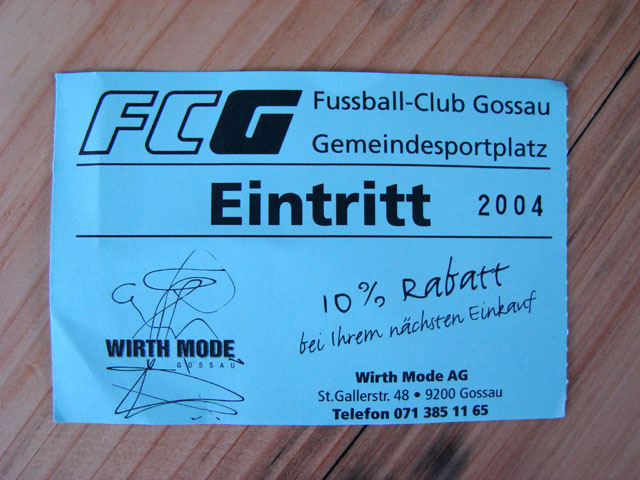 FCG Fussball-Club Gossau
Gemeindesportplatz
Eintritt 2004
10% Rabatt
bei Ihrem nächsten Einkauf
WIRTH MODE
GOSSAU
Wirth Mode AG
St.Gallerstr. 48 • 9200 Gossau
Telefon 071 385 11 65